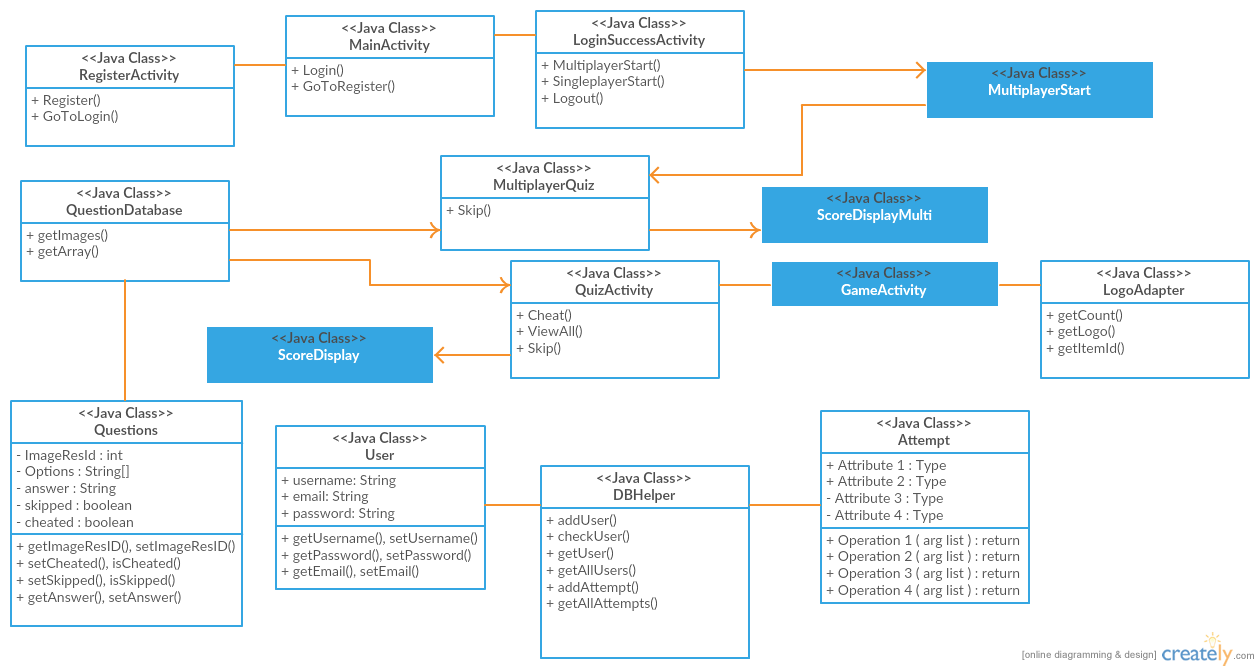 <<Java Class>>
RegisterActivity
+ Register()
+ GoToLogin()
<<Java Class>>
MainActivity
+ Login()
+ GoToRegister()
<<Java Class>>
LoginSuccessActivity
+ MultiplayerStart()
+ SingleplayerStart()
+ Logout()
<<Java Class>>
MultiplayerStart
<<Java Class>>
QuestionDatabase
+ getImages()
+ getArray()
<<Java Class>>
MultiplayerQuiz
+ Skip()
<<Java Class>>
ScoreDisplayMulti
<<Java Class>>
QuizActivity
+ Cheat()
+ ViewAll()
+ Skip()
<<Java Class>>
GameActivity
<<Java Class>>
LogoAdapter
+ getCount()
+ getLogo()
+ getItemId()
<<Java Class>>
ScoreDisplay
<<Java Class>>
Questions
- ImageResId : int
- Options : String[]
- answer : String
- skipped : boolean
- cheated : boolean
+ getImageResID(), setImageResID()
+ setCheated(), isCheated()
+ setSkipped(), isSkipped()
+ getAnswer(), setAnswer()
<<Java Class>>
User
+ username: String
+ email: String
+ password: String
+ getUsername(), setUsername()
+ getPassword(), setPassword()
+ getEmail(), setEmail()
<<Java Class>>
DBHelper
+ addUser()
+ checkUser()
+ getUser()
+ getAllUsers()
+ addAttempt()
+ getAllAttempts()
<<Java Class>>
Attempt
+ Attribute 1 : Type
+ Attribute 2 : Type
- Attribute 3 : Type
- Attribute 4 : Type
+ Operation 1 ( arg list ) : return
+ Operation 2 ( arg list ) : return
+ Operation 3 ( arg list ) : return
+ Operation 4 ( arg list ) : return
[online diagramming & design] creately.com